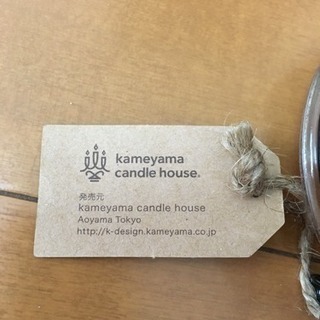 kameyama
candle house®
発売元
kameyama candle house
Aoyama Tokyo
http://k-design.kameyama.co.jp